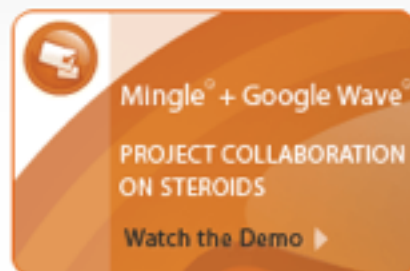 Mingle° + Google Wave°
PROJECT COLLABORATION
ON STEROIDS
Watch the Demo